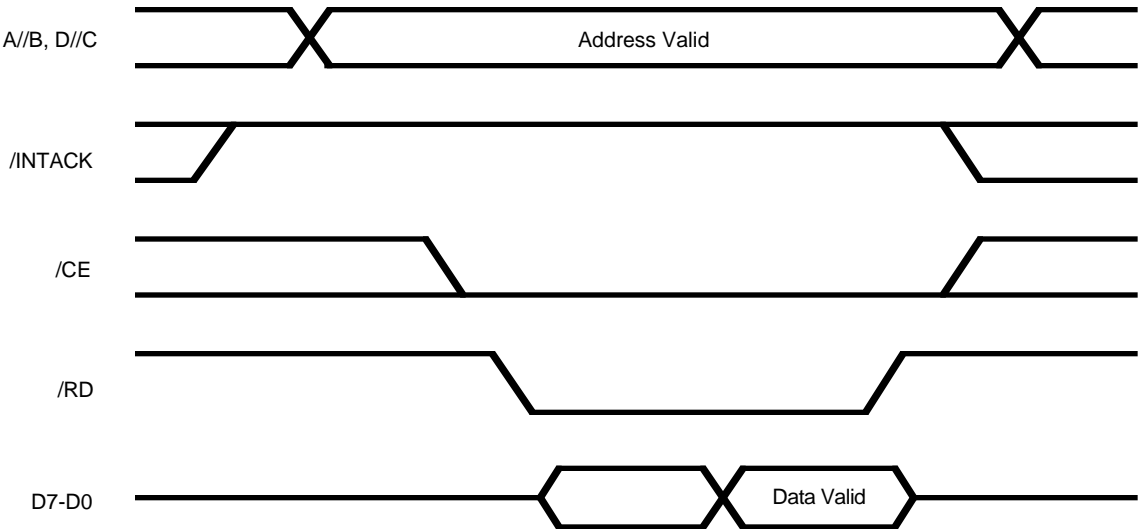 A//B, D//C
Address Valid
/INTACK
/CE
/RD
D7-D0
Data Valid